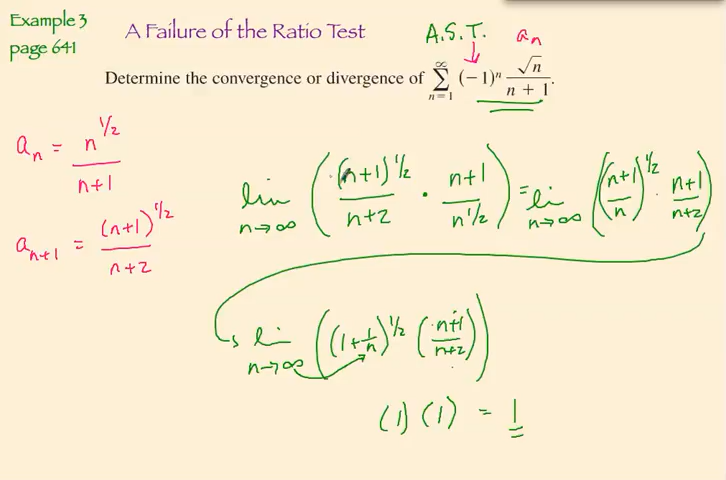 Example 3
page 641
A Failure of the Ratio Test
A.S.T.
aₙ
Determine the convergence or divergence of ∑_{n=1}^{∞} (−1)ⁿ √n / (n + 1).
aₙ = n^{1/2} / (n+1)
a_{n+1} = (n+1)^{1/2} / (n+2)
lim_{n→∞} ( (n+1)^{1/2} / (n+2) · (n+1) / n^{1/2} ) = lim_{n→∞} ( ((n+1)/n)^{1/2} · (n+1)/(n+2) )
lim_{n→∞} ( (1+1/n)^{1/2} ((n+1)/(n+2)) )
(1) (1) = 1